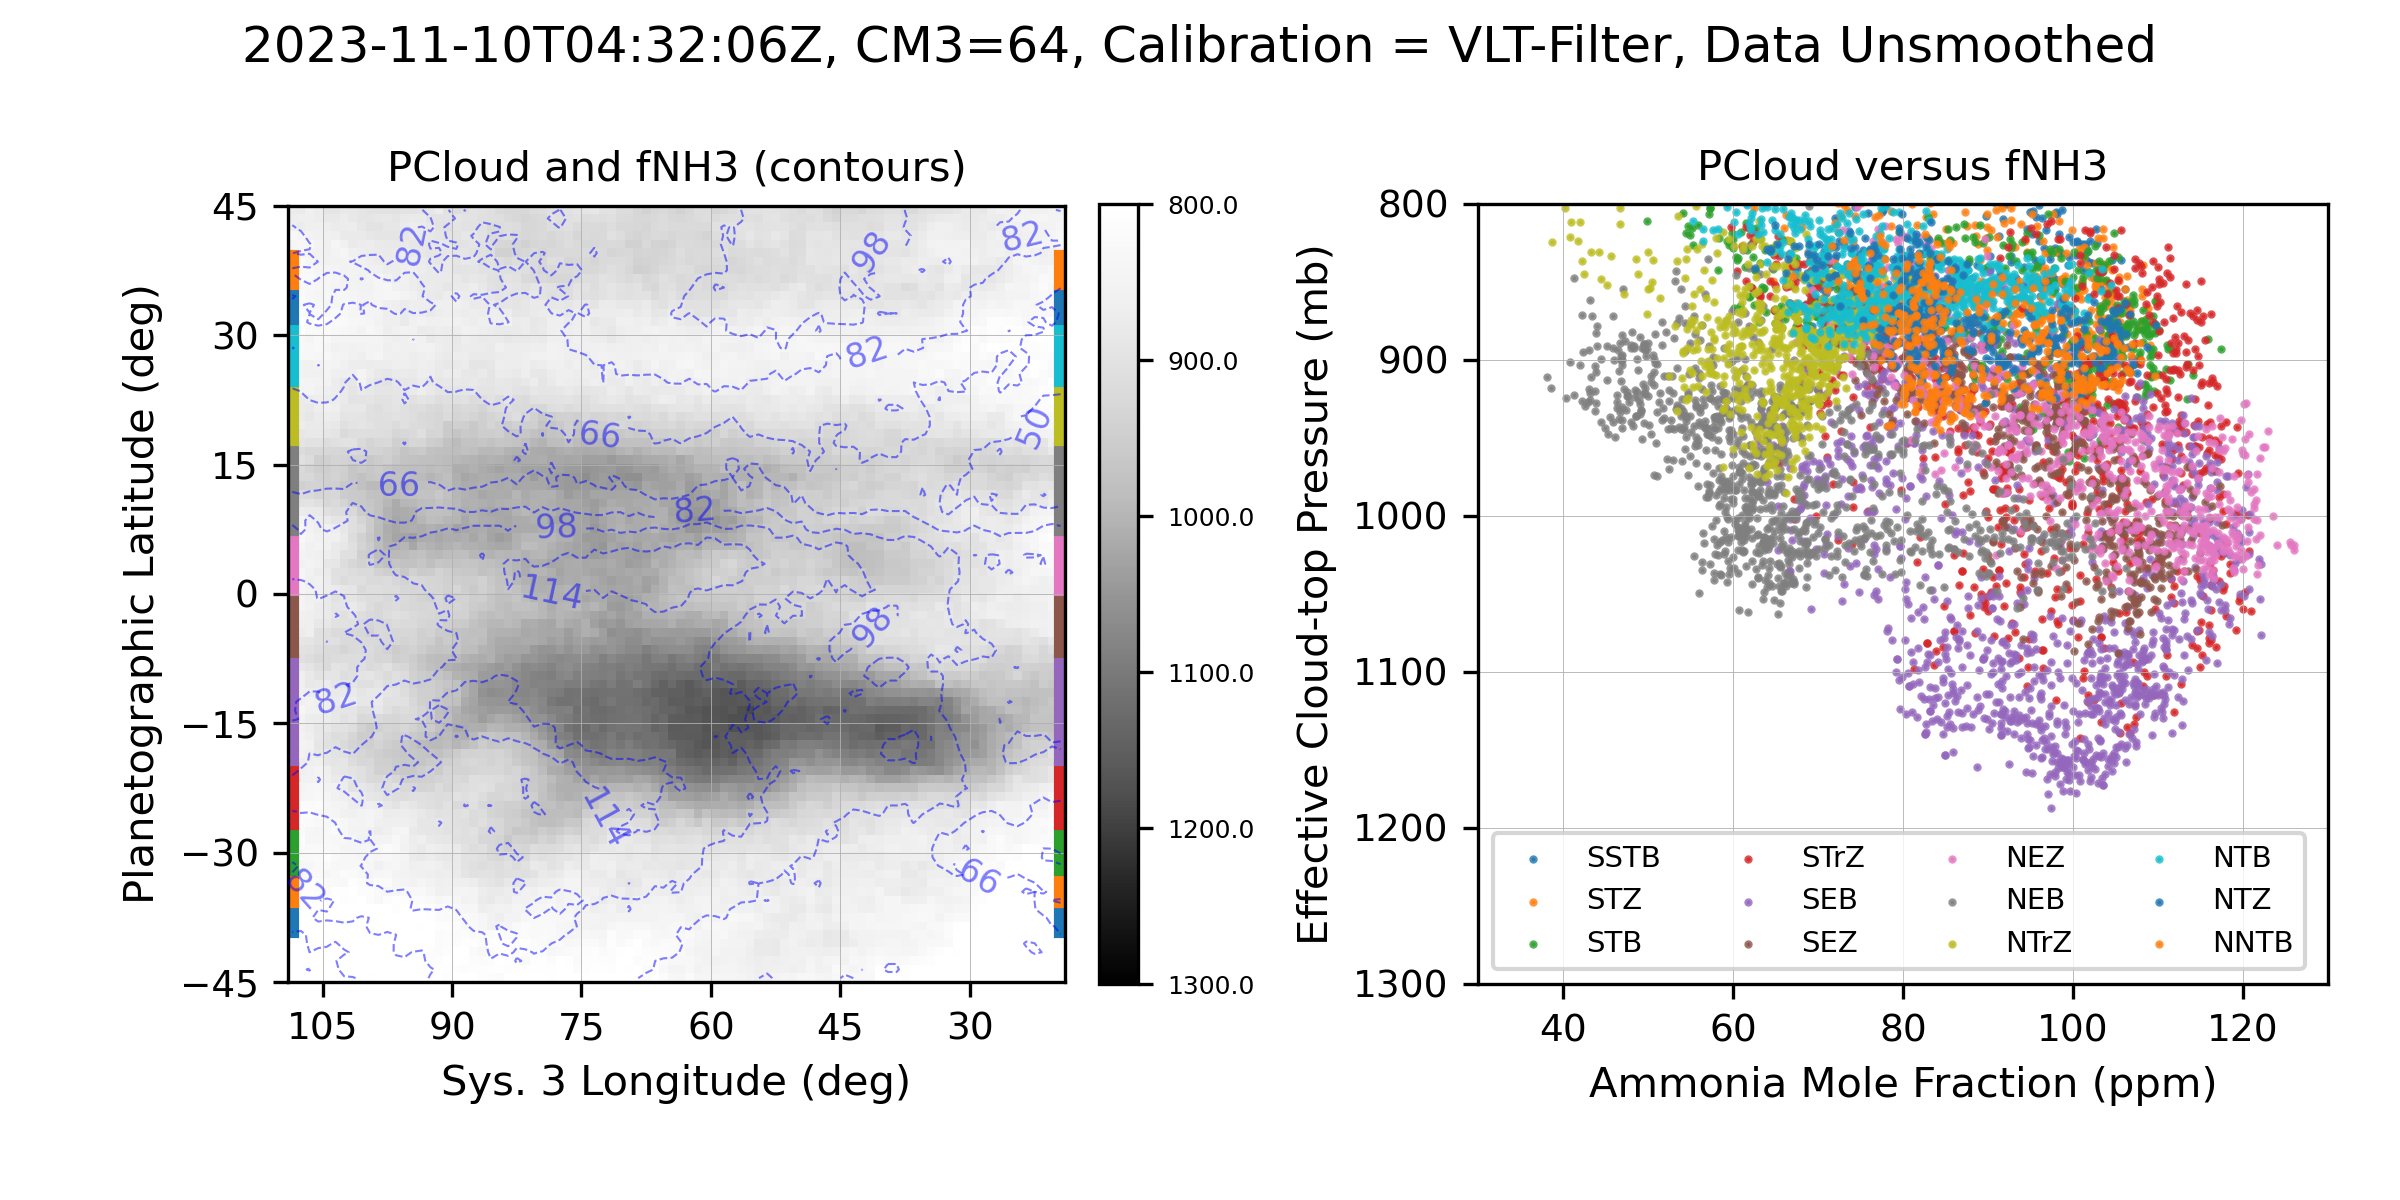 2023-11-10T04:32:06Z, CM3=64, Calibration = VLT-Filter, Data Unsmoothed
PCloud and fNH3 (contours)
Planetographic Latitude (deg)
45
30
15
0
−15
−30
−45
105 90 75 60 45 30
Sys. 3 Longitude (deg)
82
98
82
82
66
50
66
82
98
114
98
82
114
82
66
800.0
900.0
1000.0
1100.0
1200.0
1300.0
PCloud versus fNH3
Effective Cloud-top Pressure (mb)
800
900
1000
1100
1200
1300
SSTB STrZ NEZ NTB
STZ SEB NEB NTZ
STB SEZ NTrZ NNTB
40 60 80 100 120
Ammonia Mole Fraction (ppm)